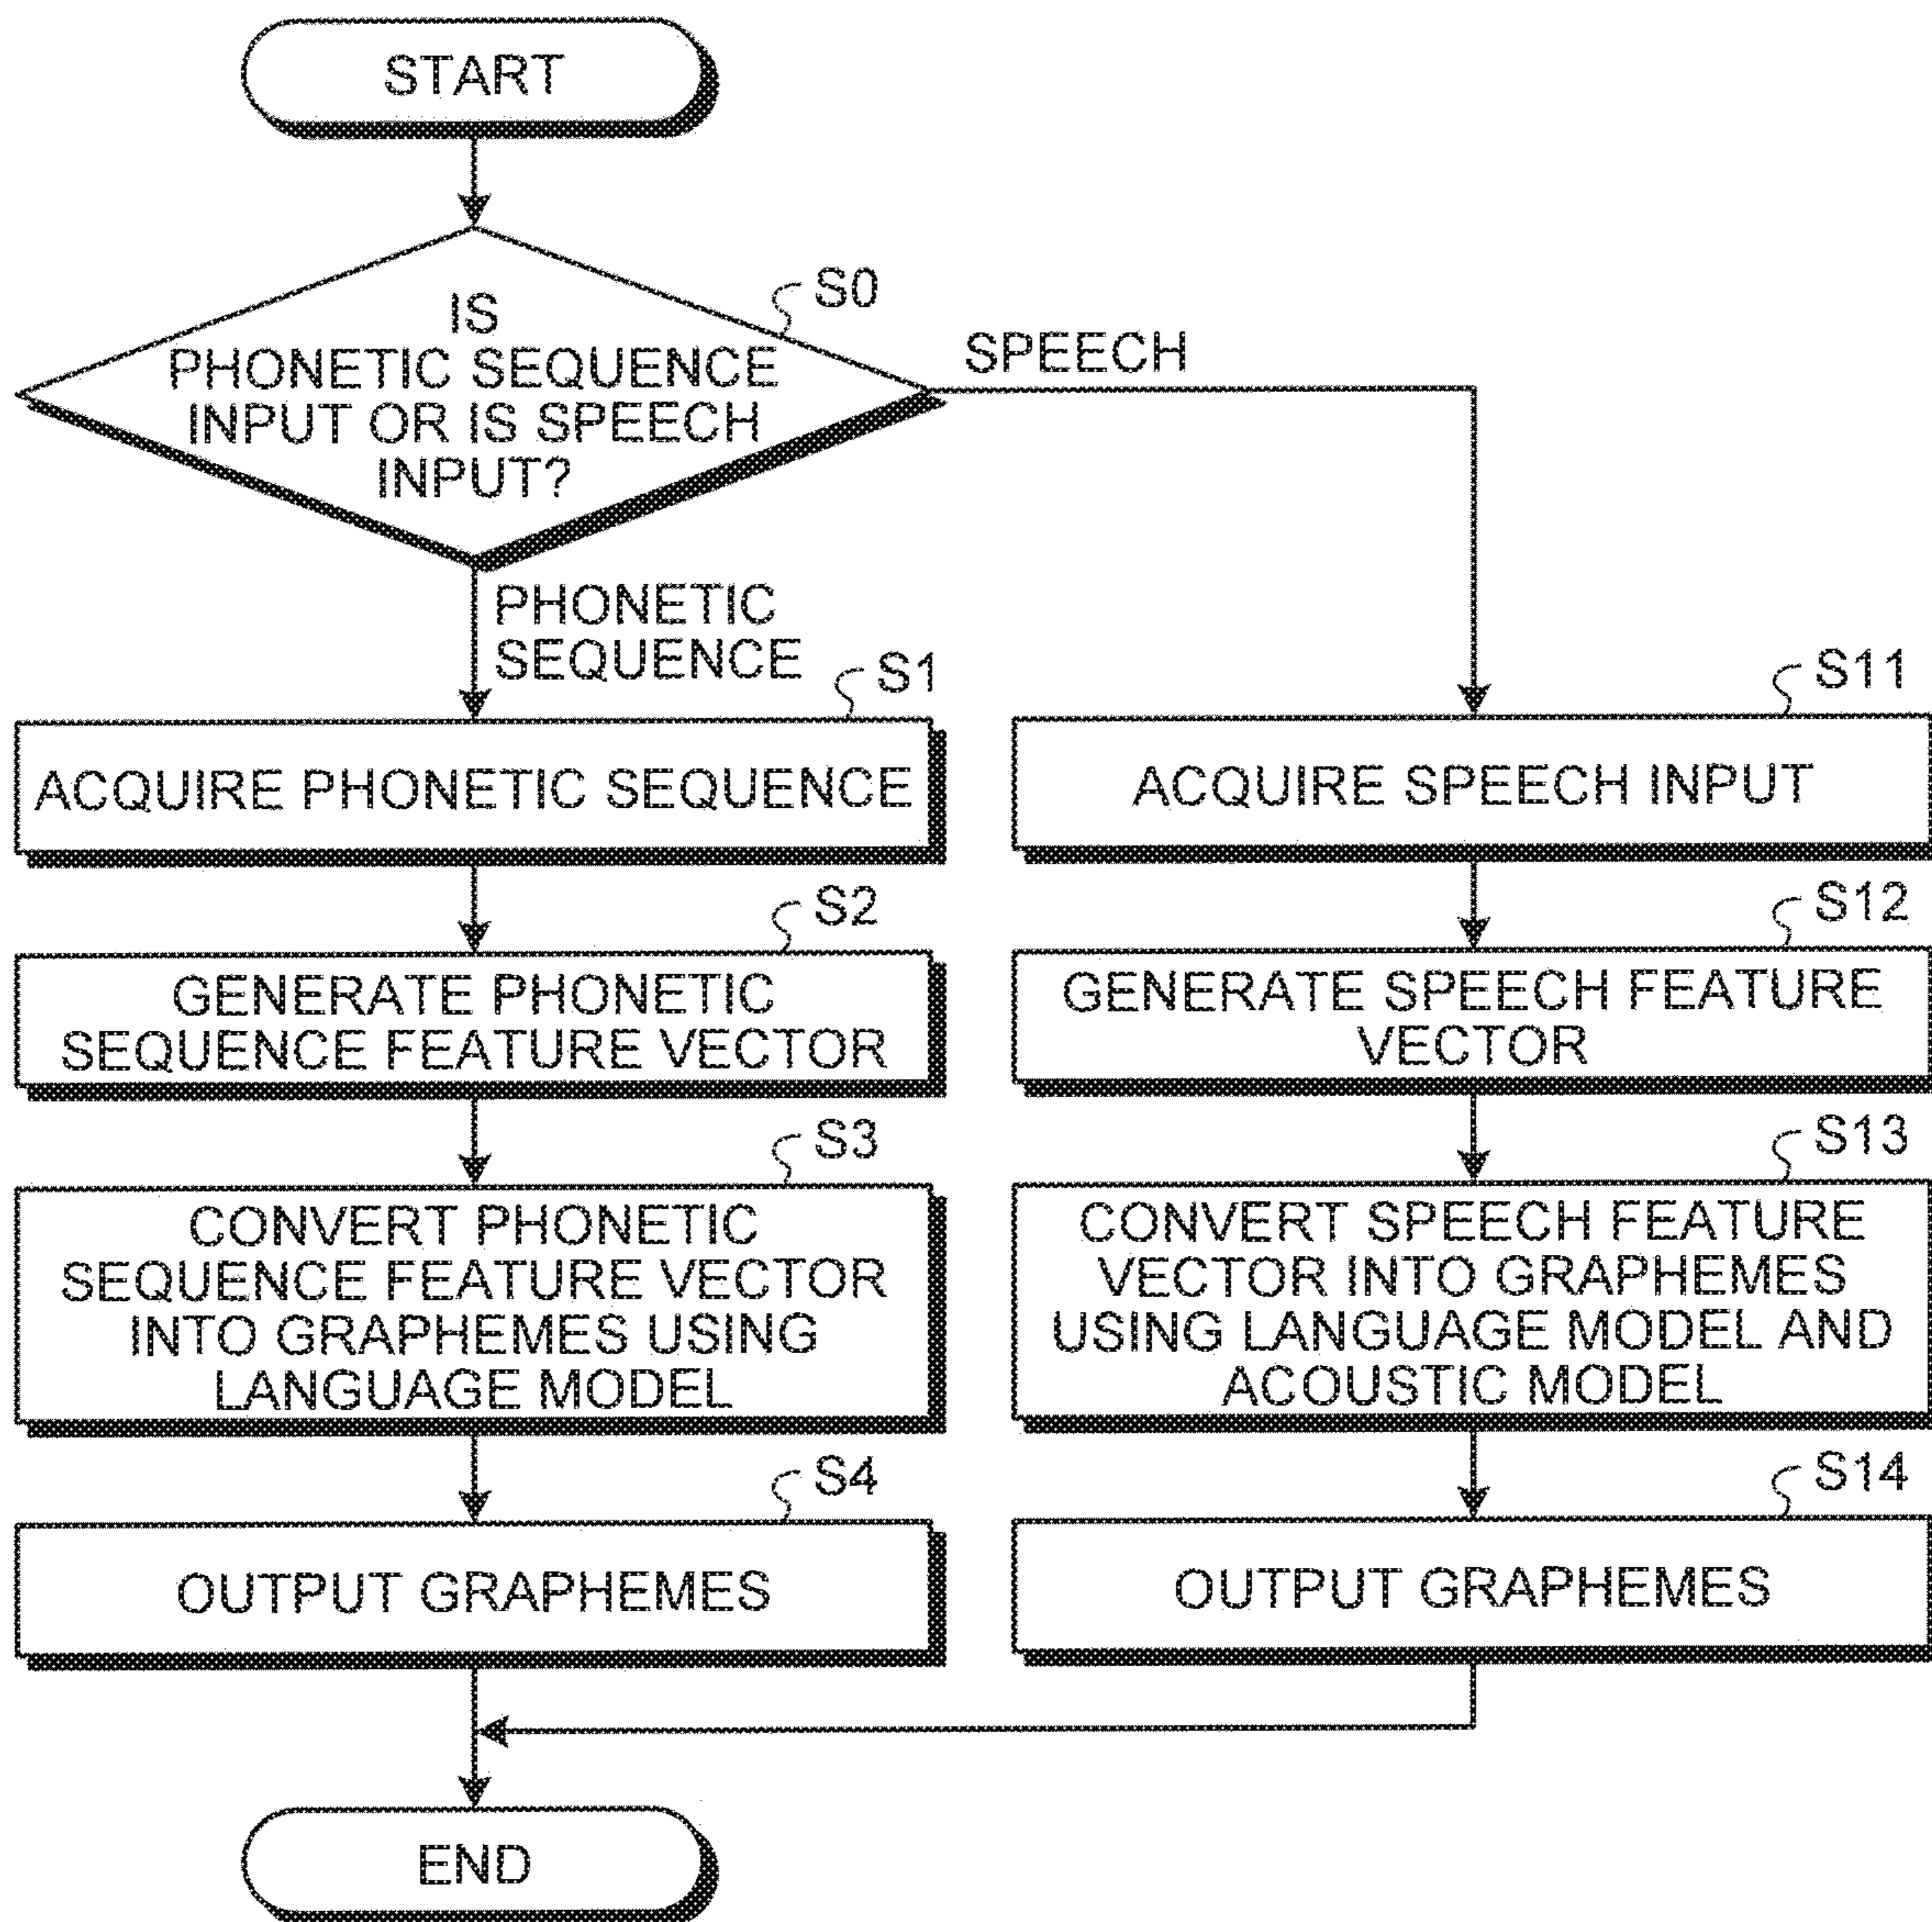 START
S0
IS
PHONETIC SEQUENCE
INPUT OR IS SPEECH
INPUT?
SPEECH
PHONETIC
SEQUENCE
S1
ACQUIRE PHONETIC SEQUENCE
S2
GENERATE PHONETIC
SEQUENCE FEATURE VECTOR
S3
CONVERT PHONETIC
SEQUENCE FEATURE VECTOR
INTO GRAPHEMES USING
LANGUAGE MODEL
S4
OUTPUT GRAPHEMES
S11
ACQUIRE SPEECH INPUT
S12
GENERATE SPEECH FEATURE
VECTOR
S13
CONVERT SPEECH FEATURE
VECTOR INTO GRAPHEMES
USING LANGUAGE MODEL AND
ACOUSTIC MODEL
S14
OUTPUT GRAPHEMES
END